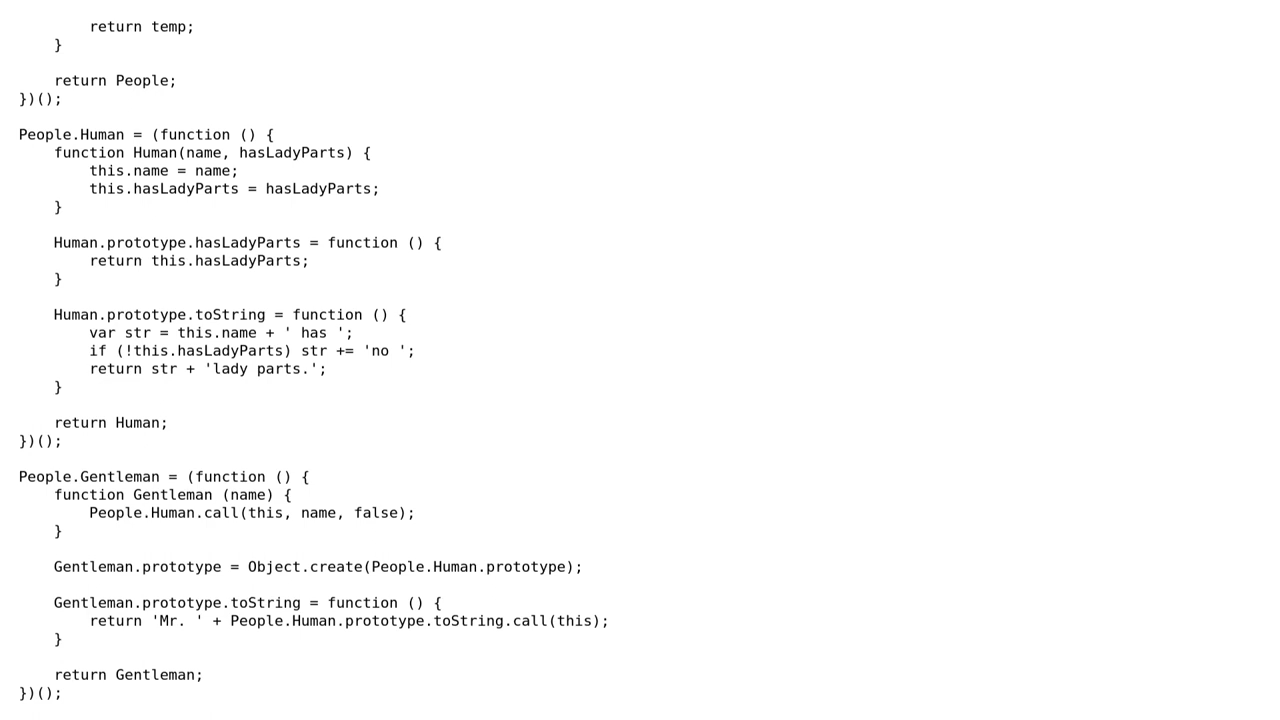 return temp;
    }

    return People;
})();

People.Human = (function () {
    function Human(name, hasLadyParts) {
        this.name = name;
        this.hasLadyParts = hasLadyParts;
    }

    Human.prototype.hasLadyParts = function () {
        return this.hasLadyParts;
    }

    Human.prototype.toString = function () {
        var str = this.name + ' has ';
        if (!this.hasLadyParts) str += 'no ';
        return str + 'lady parts.';
    }

    return Human;
})();

People.Gentleman = (function () {
    function Gentleman (name) {
        People.Human.call(this, name, false);
    }

    Gentleman.prototype = Object.create(People.Human.prototype);

    Gentleman.prototype.toString = function () {
        return 'Mr. ' + People.Human.prototype.toString.call(this);
    }

    return Gentleman;
})();